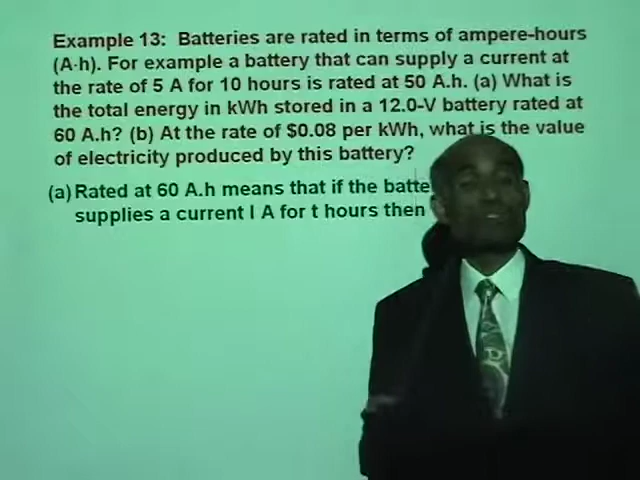 Example 13: Batteries are rated in terms of ampere-hours
(A·h). For example a battery that can supply a current at
the rate of 5 A for 10 hours is rated at 50 A.h. (a) What is
the total energy in kWh stored in a 12.0-V battery rated at
60 A.h? (b) At the rate of $0.08 per kWh, what is the value
of electricity produced by this battery?
(a) Rated at 60 A.h means that if the batte
supplies a current I A for t hours then